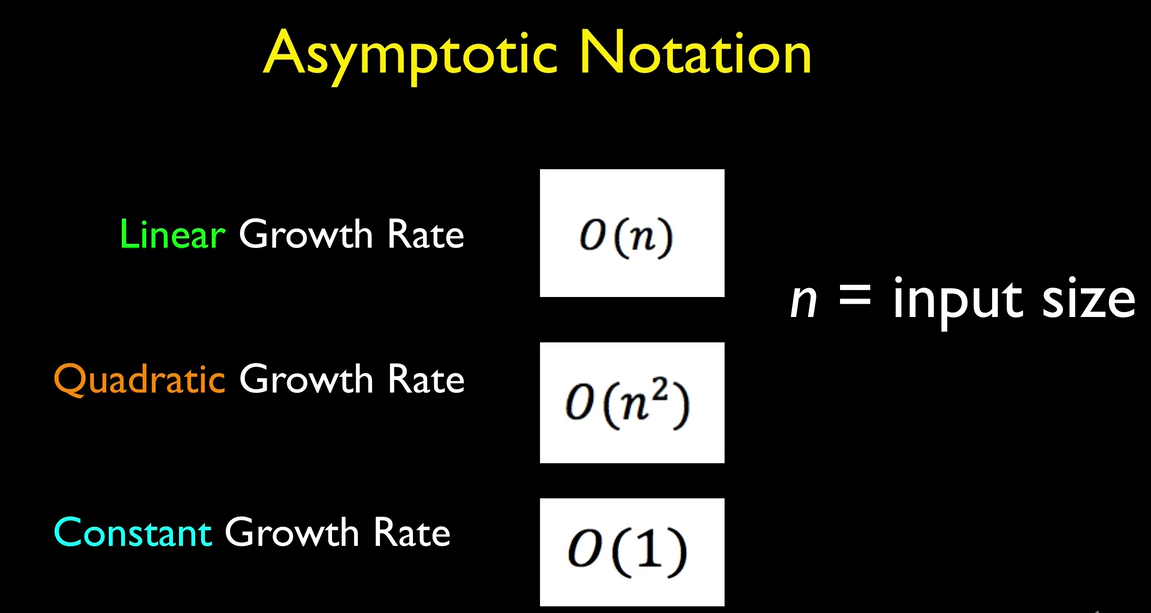 Asymptotic Notation
Linear Growth Rate
O(n)
n = input size
Quadratic Growth Rate
O(n²)
Constant Growth Rate
O(1)